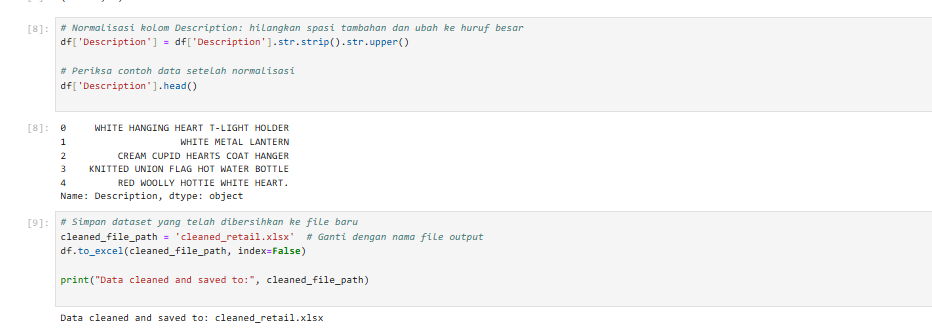 [8]: # Normalisasi kolom Description: hilangkan spasi tambahan dan ubah ke huruf besar
df['Description'] = df['Description'].str.strip().str.upper()
# Periksa contoh data setelah normalisasi
df['Description'].head()
[8]: 0 WHITE HANGING HEART T-LIGHT HOLDER
1 WHITE METAL LANTERN
2 CREAM CUPID HEARTS COAT HANGER
3 KNITTED UNION FLAG HOT WATER BOTTLE
4 RED WOOLLY HOTTIE WHITE HEART.
Name: Description, dtype: object
[9]: # Simpan dataset yang telah dibersihkan ke file baru
cleaned_file_path = 'cleaned_retail.xlsx' # Ganti dengan nama file output
df.to_excel(cleaned_file_path, index=False)
print("Data cleaned and saved to:", cleaned_file_path)
Data cleaned and saved to: cleaned_retail.xlsx